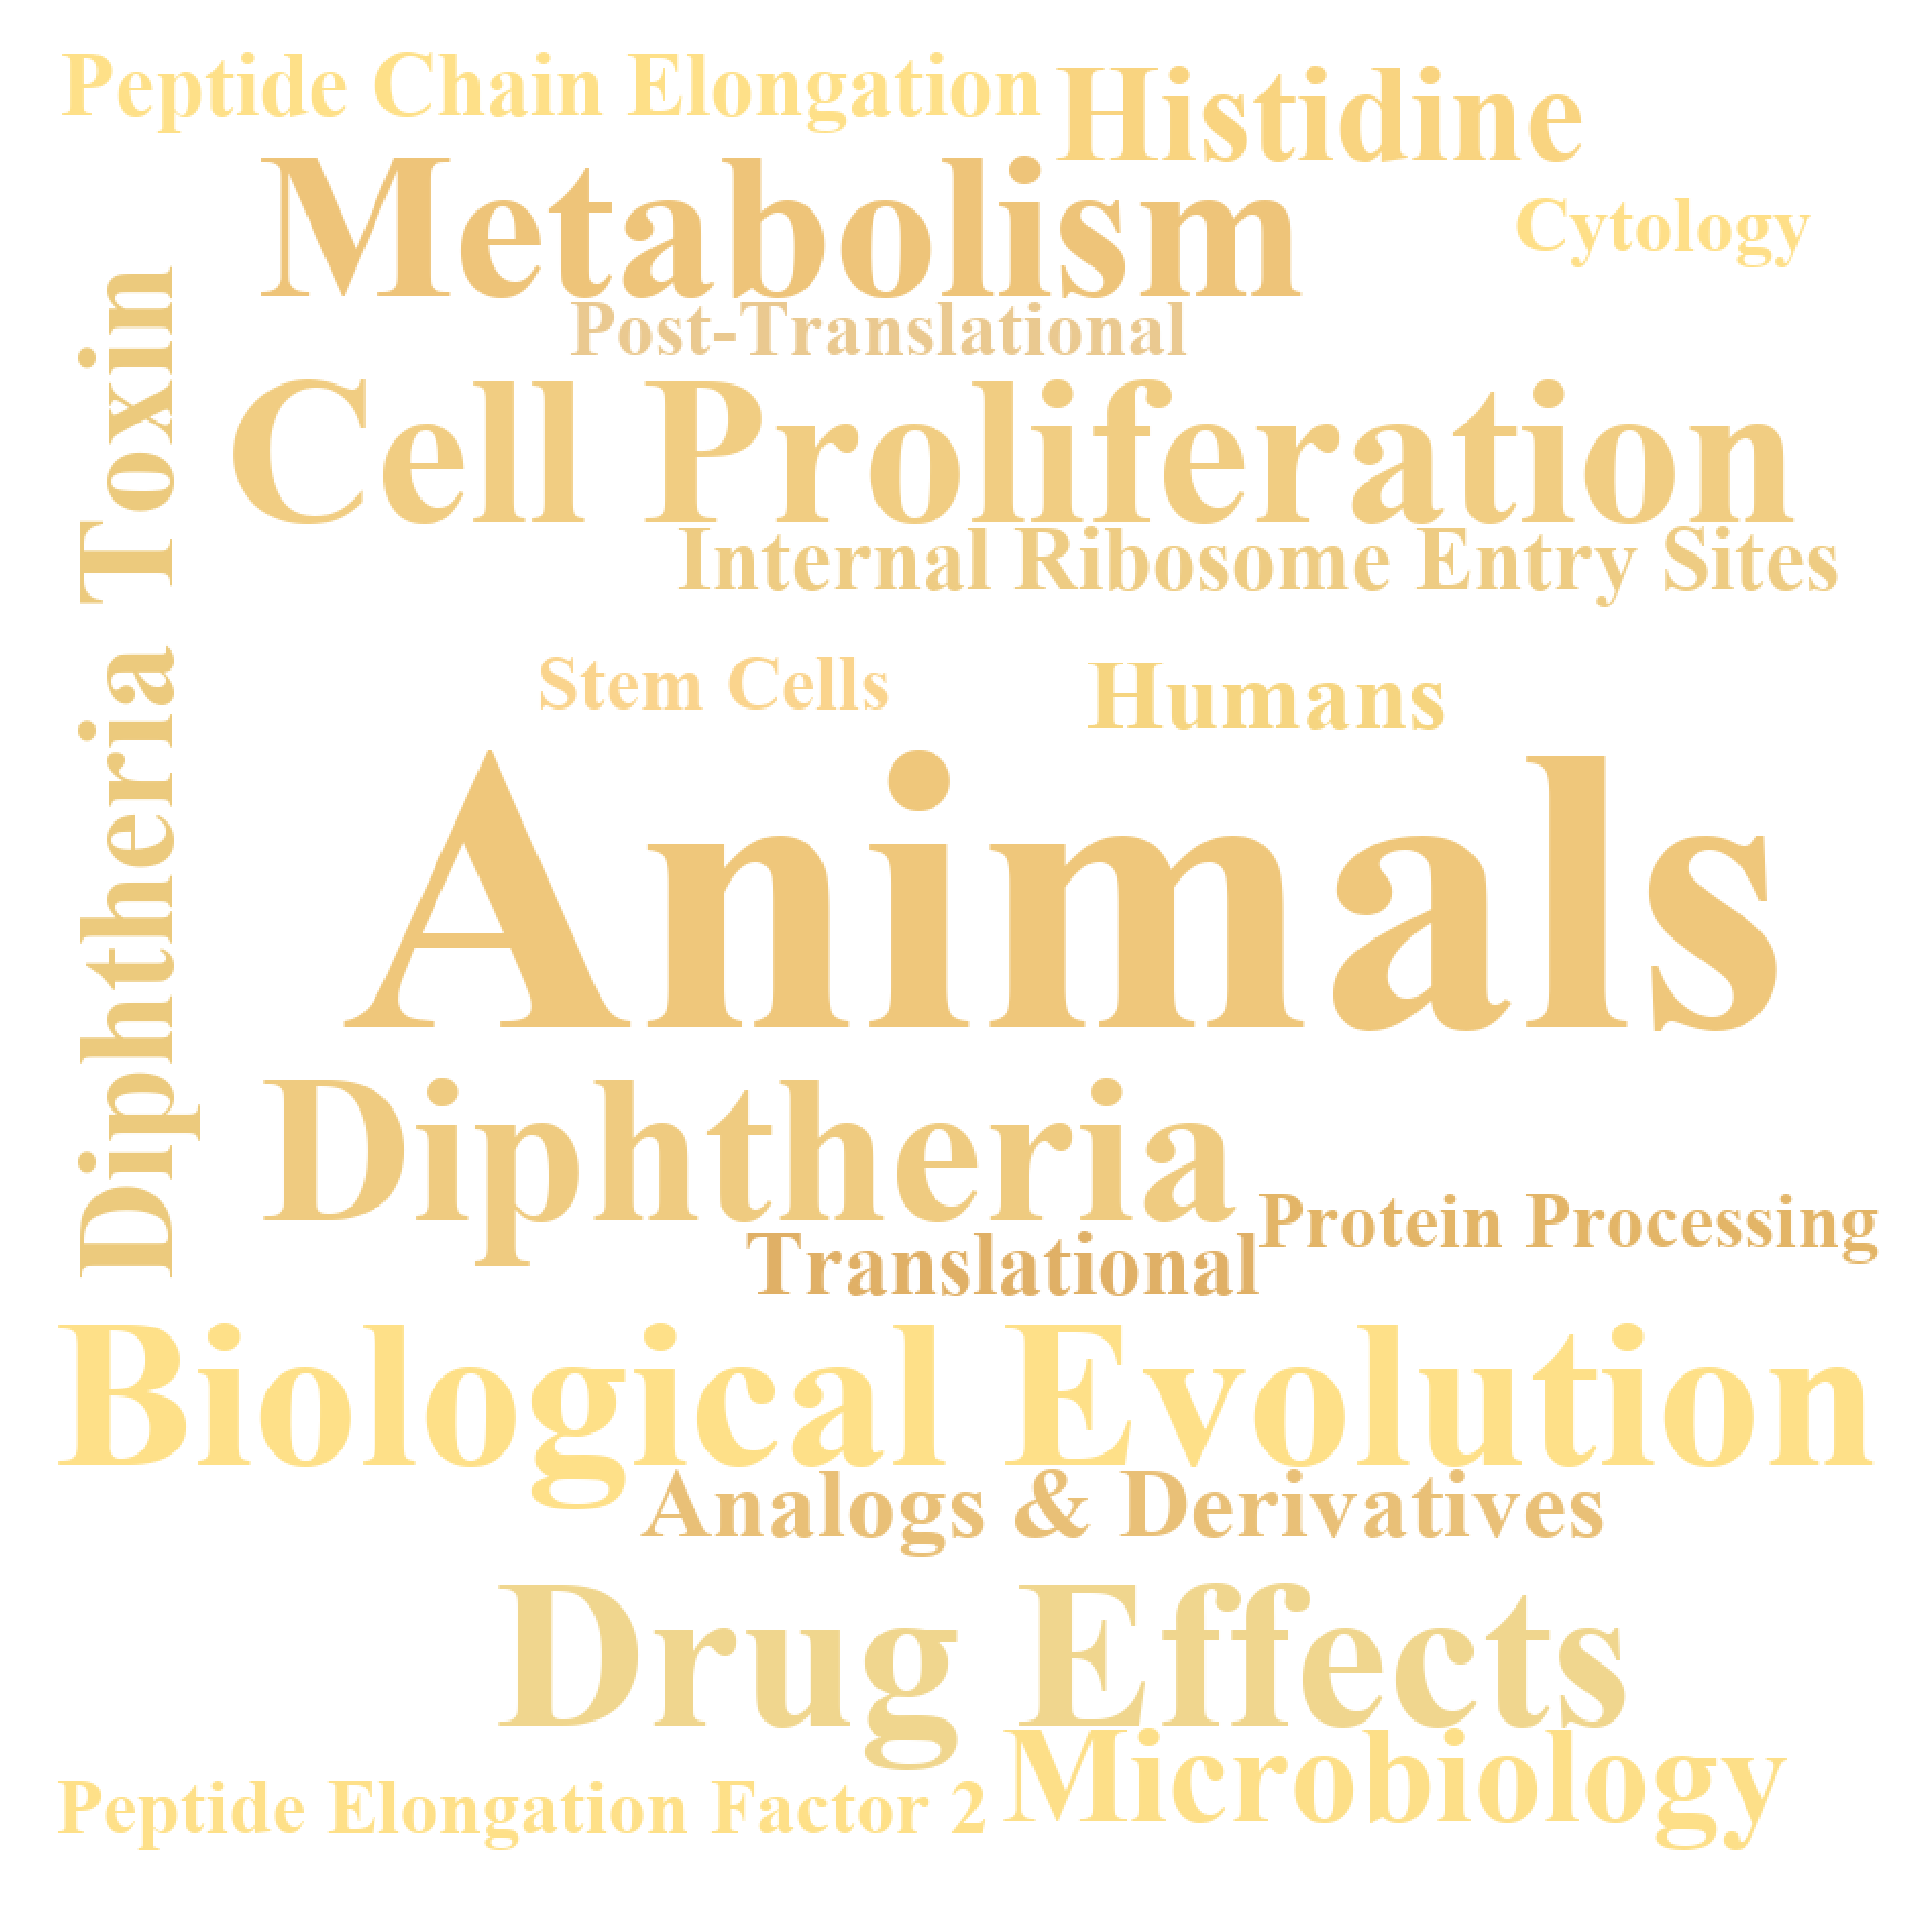 Peptide Chain Elongation
Histidine
Metabolism
Cytology
Post-Translational
Diphtheria Toxin
Cell Proliferation
Internal Ribosome Entry Sites
Stem Cells
Humans
Animals
Diphtheria
Protein Processing
Translational
Biological Evolution
Analogs & Derivatives
Drug Effects
Microbiology
Peptide Elongation Factor 2